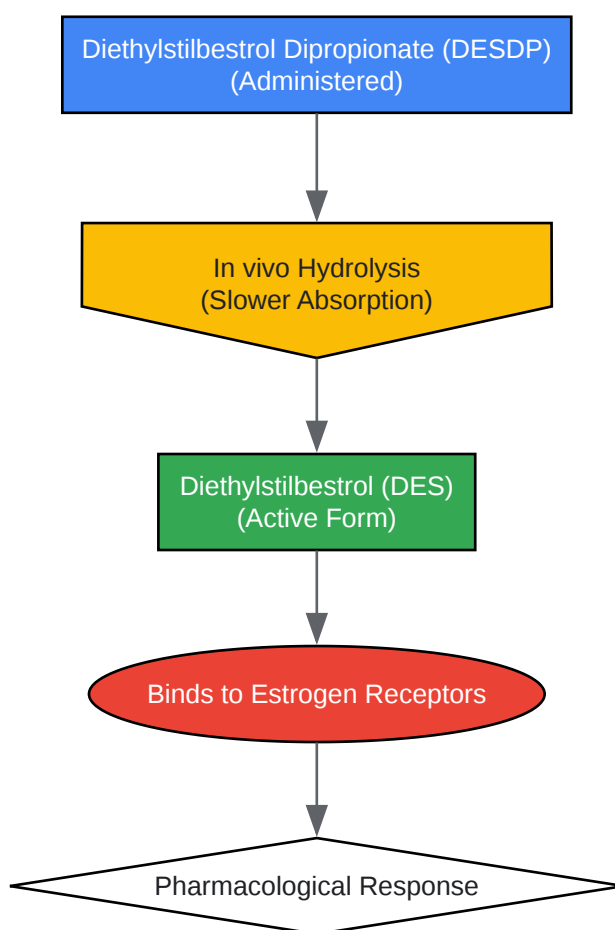 Diethylstilbestrol Dipropionate (DESDP)
(Administered)
In vivo Hydrolysis
(Slower Absorption)
Diethylstilbestrol (DES)
(Active Form)
Binds to Estrogen Receptors
Pharmacological Response